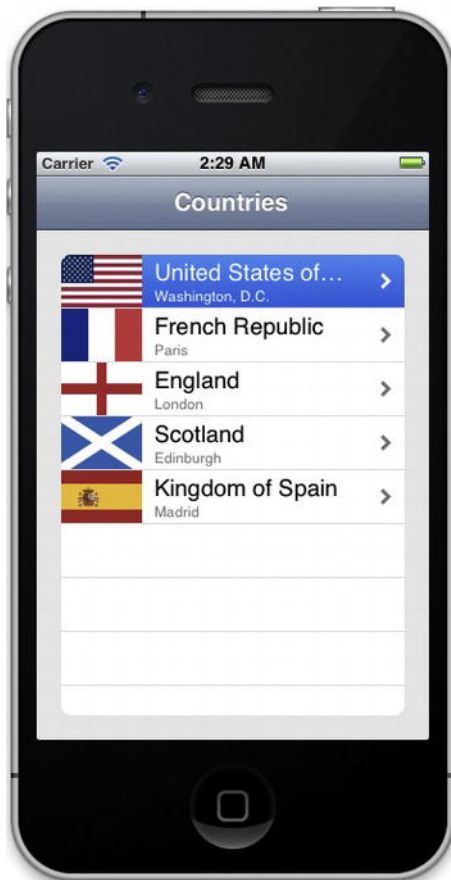 Carrier 2:29 AM
Countries
United States of...
Washington, D.C.
French Republic
Paris
England
London
Scotland
Edinburgh
Kingdom of Spain
Madrid